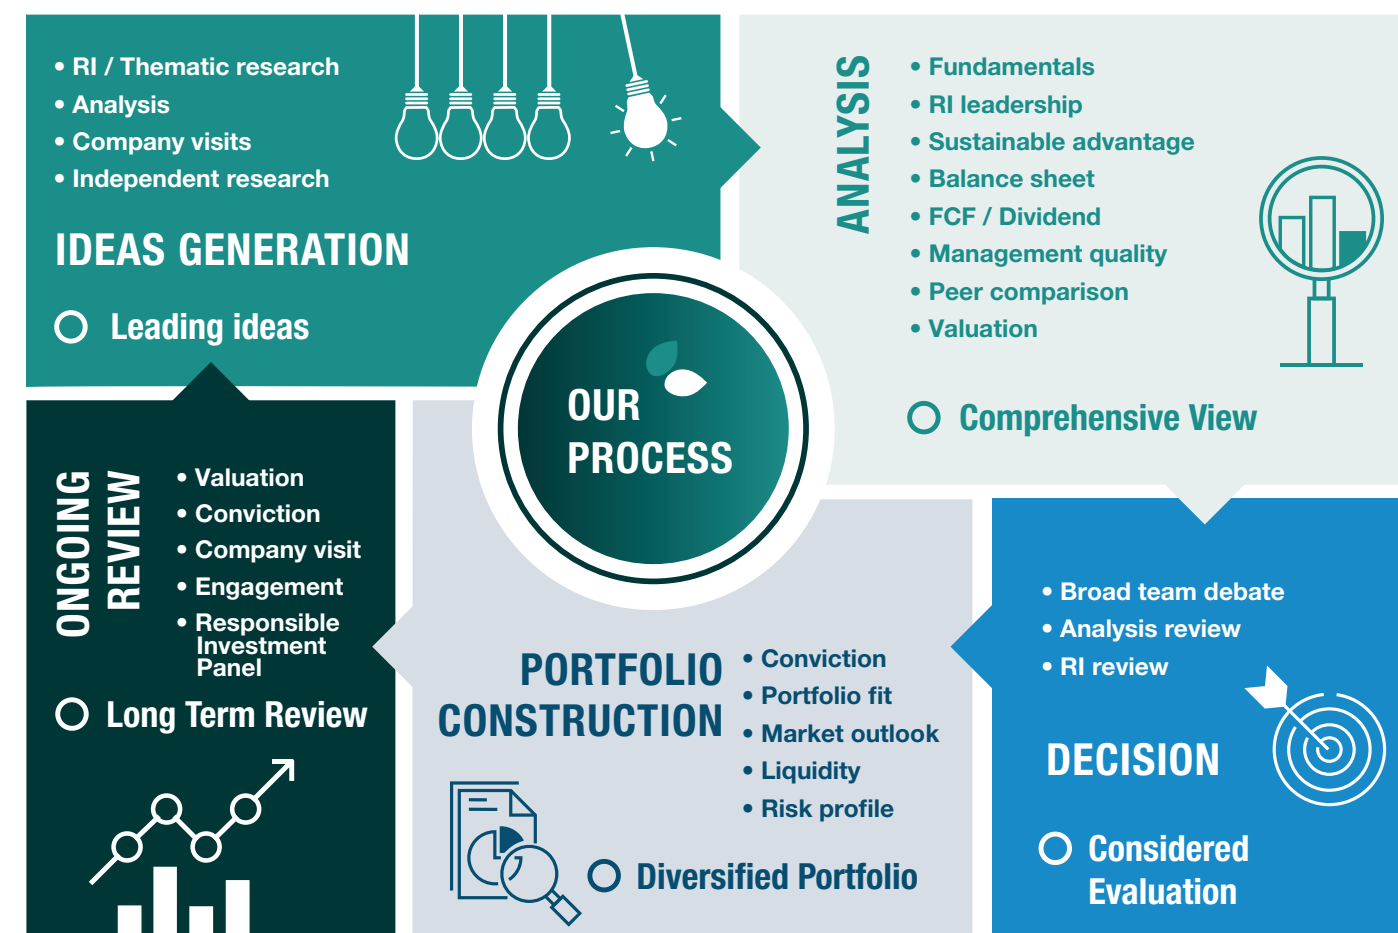 • RI / Thematic research
• Analysis
• Company visits
• Independent research
IDEAS GENERATION
Leading ideas
ANALYSIS
• Fundamentals
• RI leadership
• Sustainable advantage
• Balance sheet
• FCF / Dividend
• Management quality
• Peer comparison
• Valuation
Comprehensive View
OUR
PROCESS
ONGOING
REVIEW
• Valuation
• Conviction
• Company visit
• Engagement
• Responsible
Investment
Panel
Long Term Review
PORTFOLIO
CONSTRUCTION
• Conviction
• Portfolio fit
• Market outlook
• Liquidity
• Risk profile
Diversified Portfolio
• Broad team debate
• Analysis review
• RI review
DECISION
Considered
Evaluation